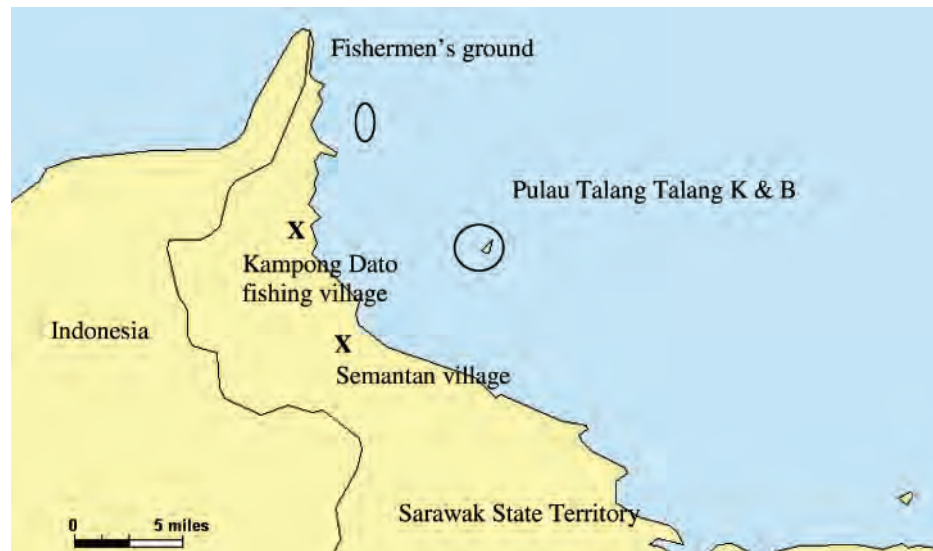 Fishermen's ground
Pulau Talang Talang K & B
X
Kampong Dato
fishing village
Indonesia
X
Semantan village
Sarawak State Territory
0 5 miles